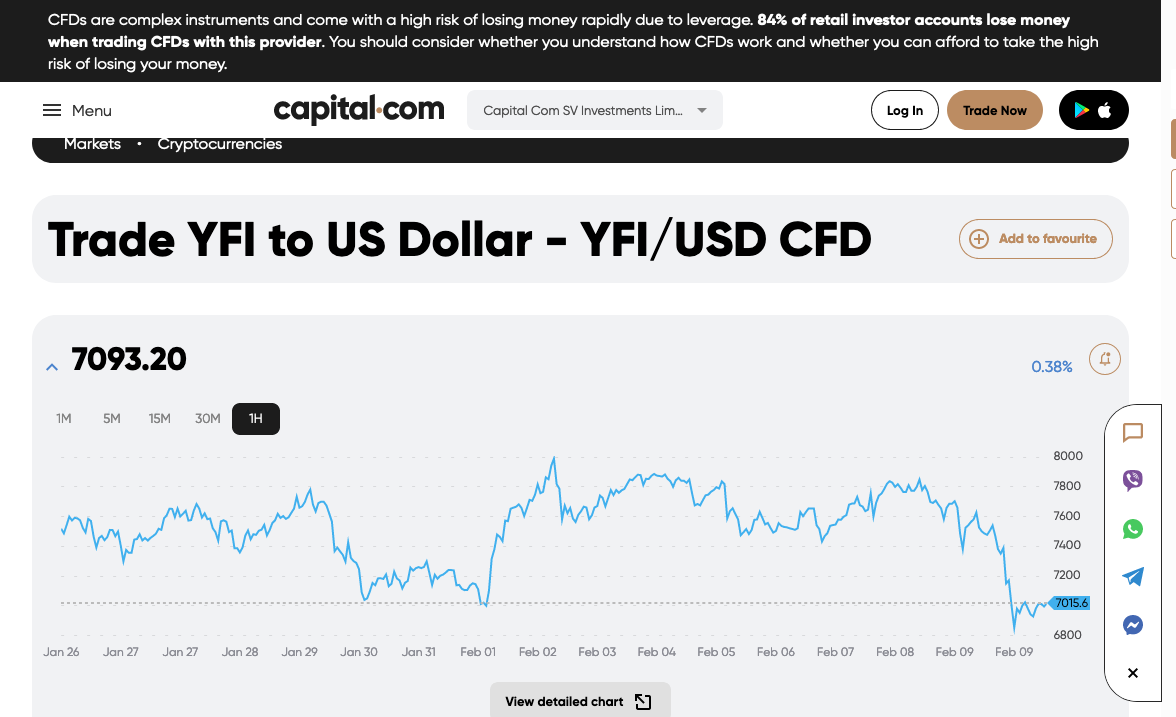 CFDs are complex instruments and come with a high risk of losing money rapidly due to leverage. 84% of retail investor accounts lose money
when trading CFDs with this provider. You should consider whether you understand how CFDs work and whether you can afford to take the high
risk of losing your money.
Menu
capital.com
Capital Com SV Investments Lim...
Log In
Trade Now
Markets • Cryptocurrencies
Trade YFI to US Dollar - YFI/USD CFD
Add to favourite
7093.20
0.38%
1M 5M 15M 30M 1H
8000
7800
7600
7400
7200
7015.6
6800
Jan 26 Jan 27 Jan 27 Jan 28 Jan 29 Jan 30 Jan 31 Feb 01 Feb 02 Feb 03 Feb 04 Feb 05 Feb 06 Feb 07 Feb 08 Feb 09 Feb 09
View detailed chart